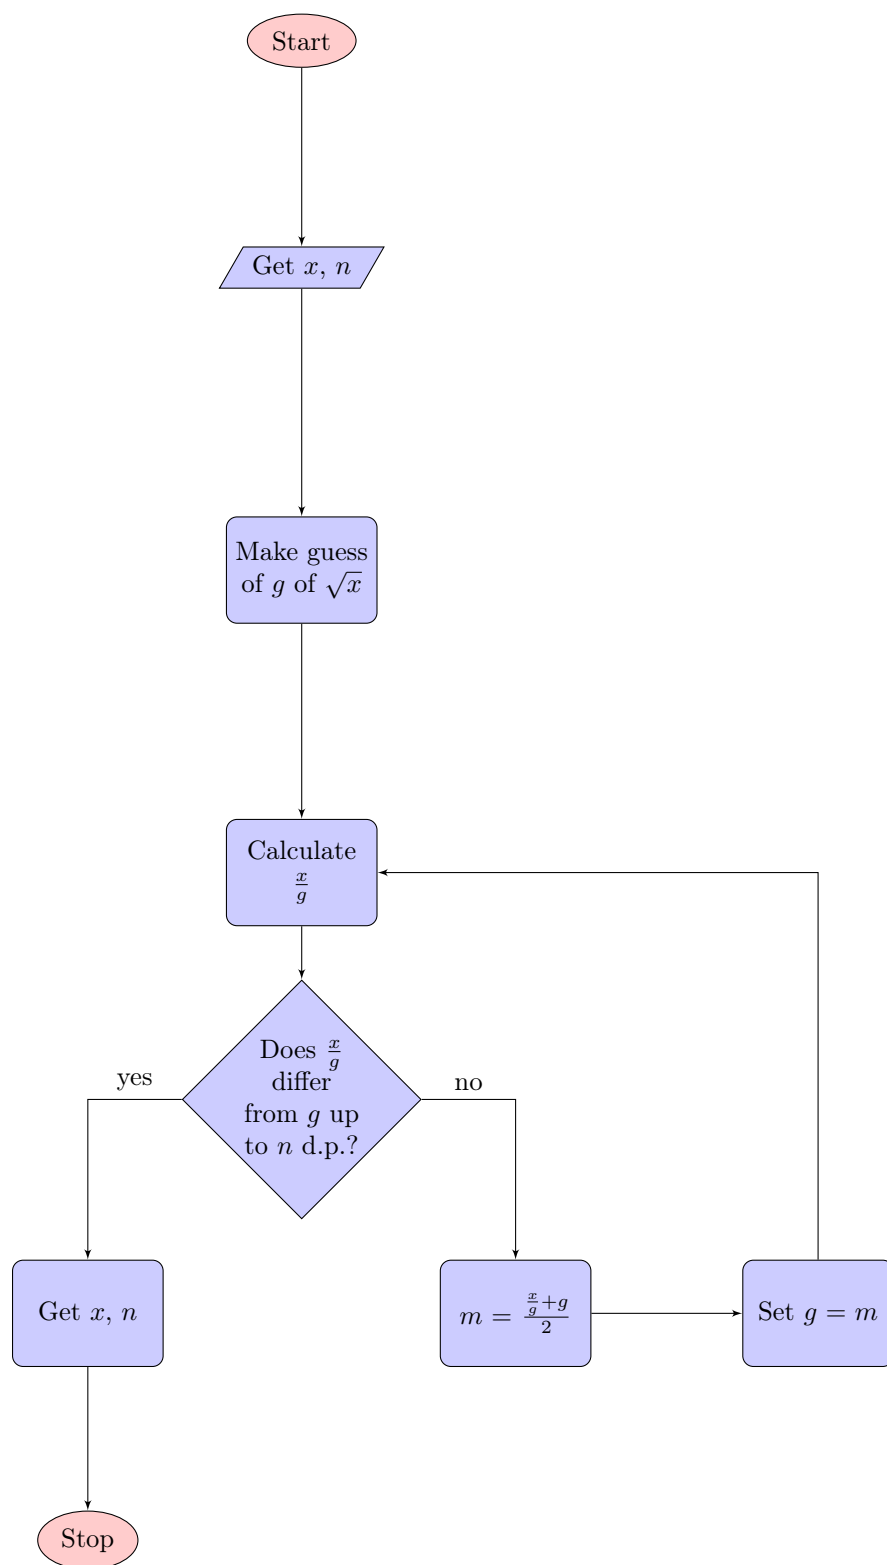 Start
Get x, n
Make guess
of g of √x
Calculate
x/g
Does x/g
differ
from g up
to n d.p.?
yes
no
Get x, n
m = (x/g + g)/2
Set g = m
Stop